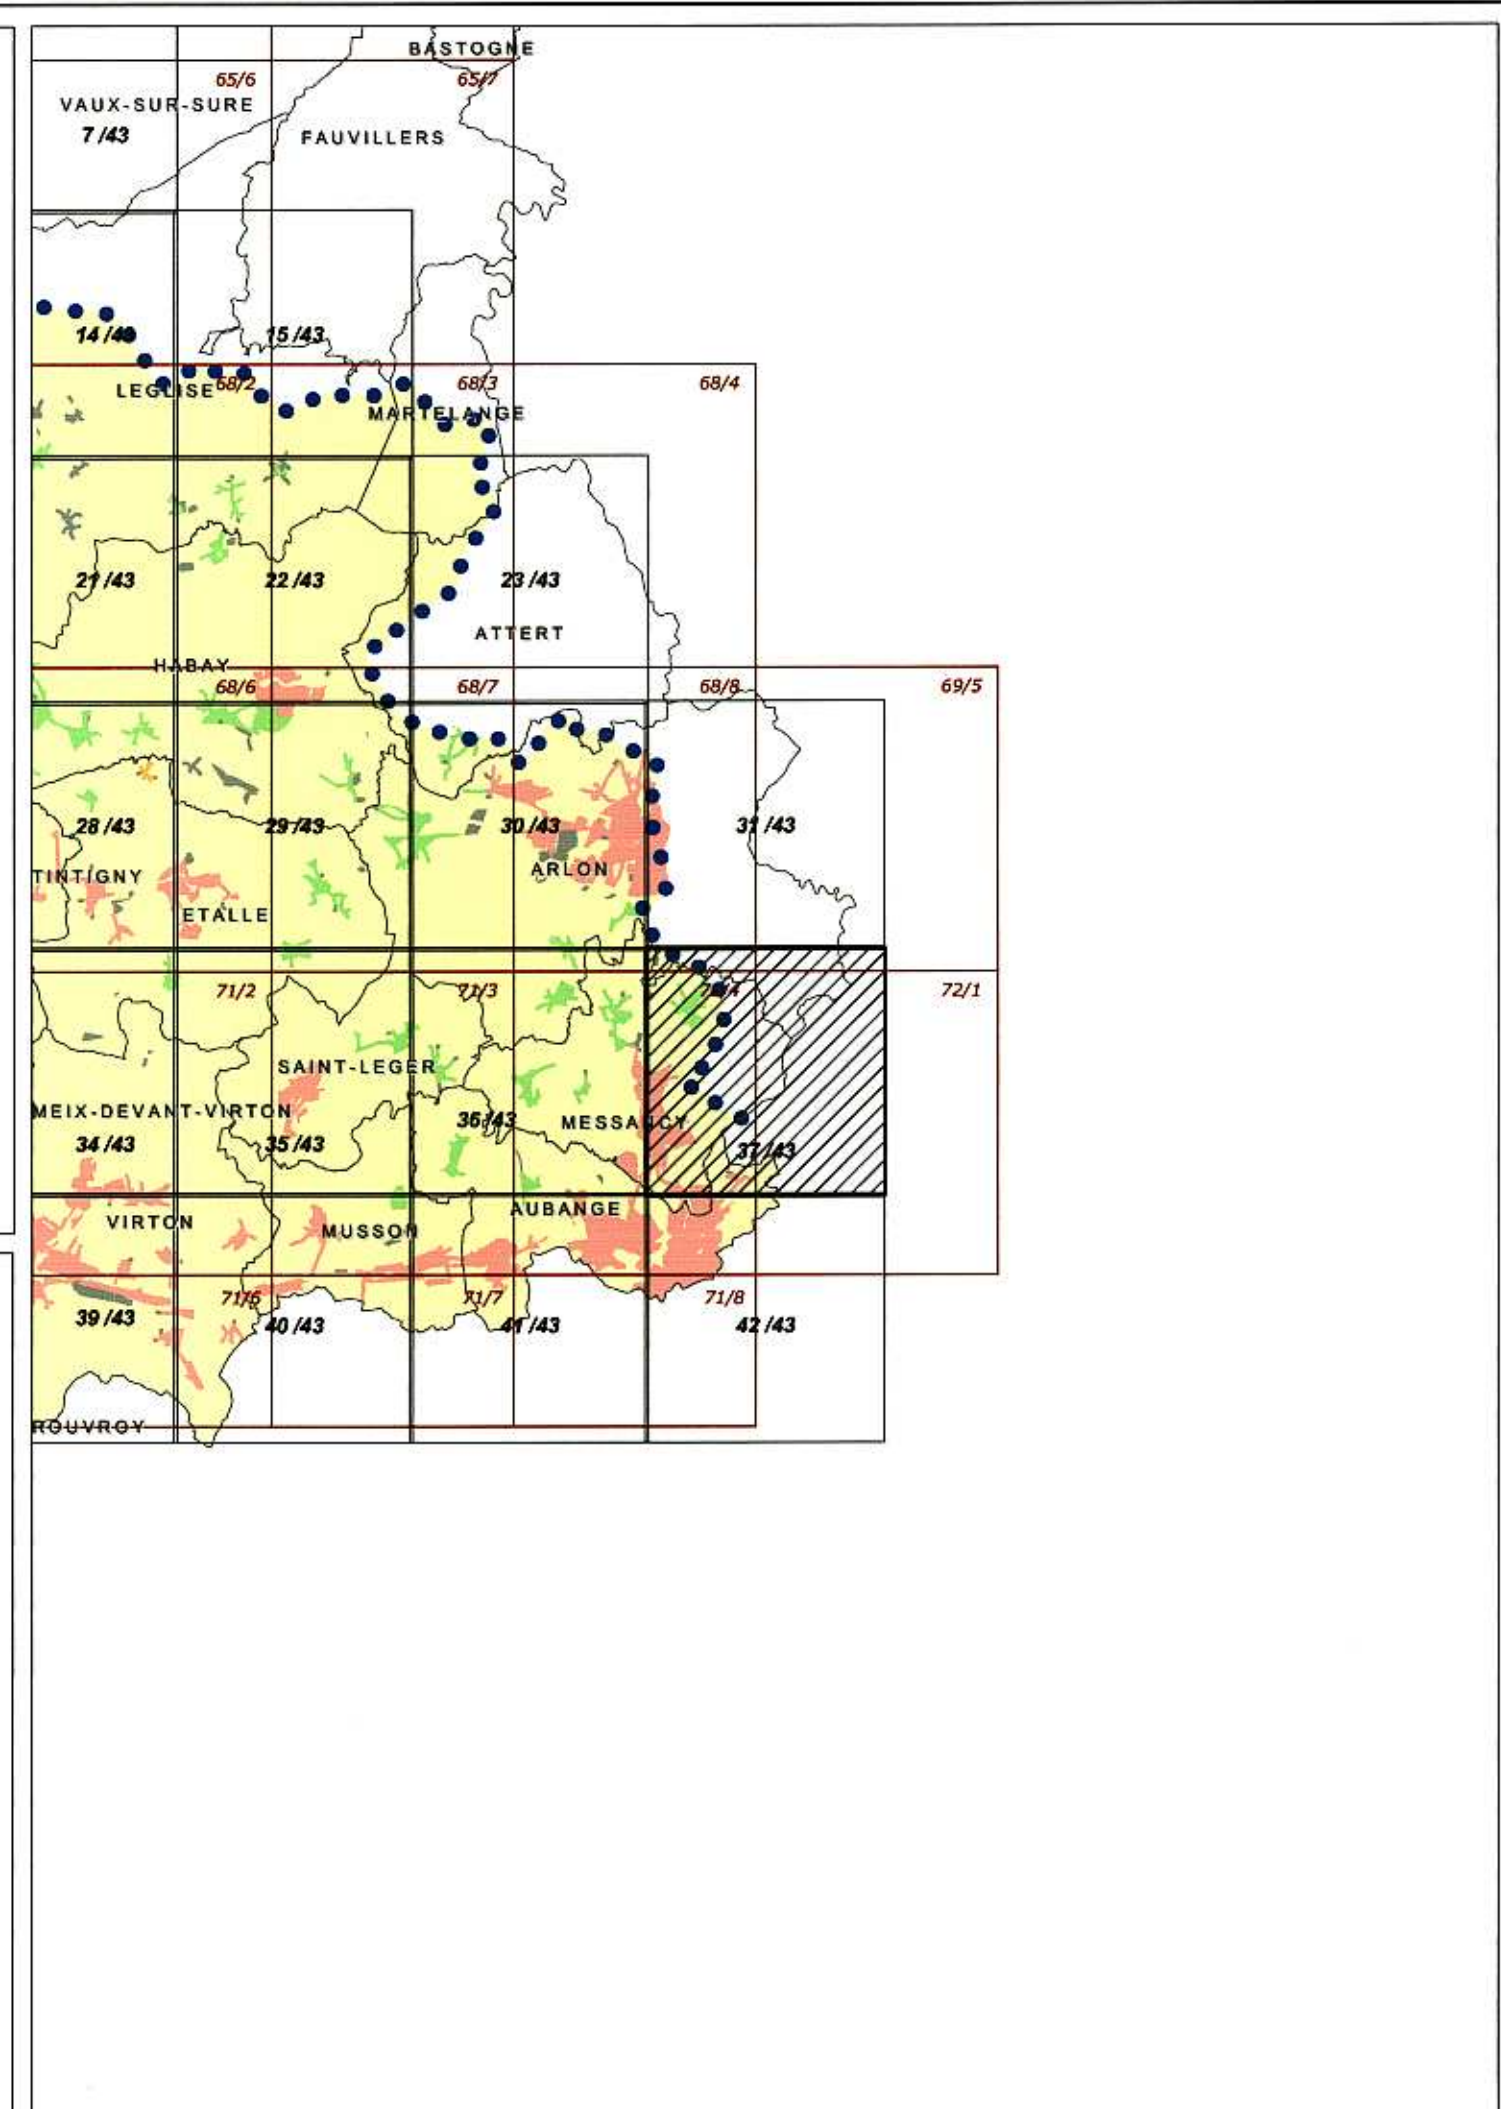 BASTOGNE
65/6
65/7
VAUX-SUR-SURE
7 /43
FAUVILLERS
14 /43
15 /43
68/2
68/3
68/4
LEGLISE
MARTELANGE
21 /43
22 /43
23 /43
ATTERT
HABAY
68/6
68/7
68/8
69/5
28 /43
29 /43
30 /43
31 /43
TINTIGNY
ARLON
ETALLE
71/2
71/3
71/4
72/1
SAINT-LEGER
MEIX-DEVANT-VIRTON
36 /43
MESSANCY
34 /43
35 /43
37 /43
VIRTON
MUSSON
AUBANGE
71/6
71/7
71/8
39 /43
40 /43
41 /43
42 /43
ROUVROY